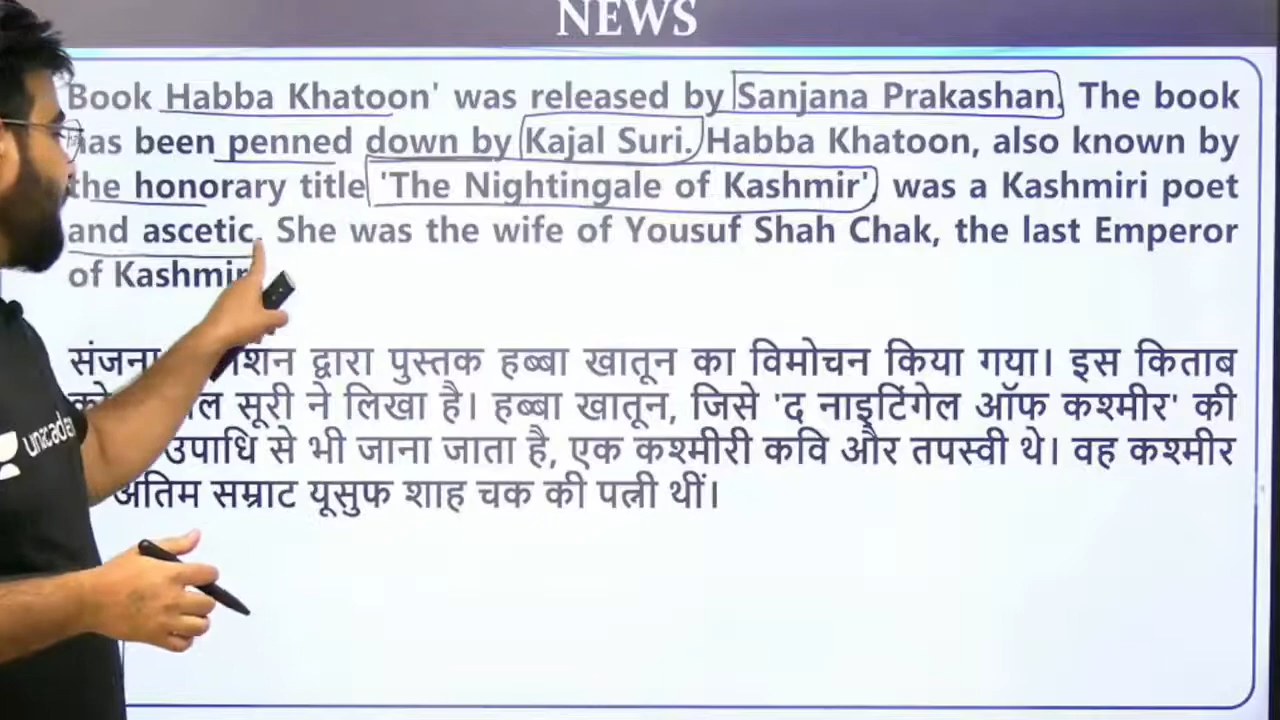 NEWS
Book Habba Khatoon' was released by Sanjana Prakashan. The book
has been penned down by Kajal Suri. Habba Khatoon, also known by
the honorary title 'The Nightingale of Kashmir', was a Kashmiri poet
and ascetic. She was the wife of Yousuf Shah Chak, the last Emperor
of Kashmir
संजना द्वारा पुस्तक हब्बा खातून का विमोचन किया गया। इस किताब
सूरी ने लिखा है। हब्बा खातून, जिसे 'द नाइटिंगेल ऑफ कश्मीर' की
उपाधि से भी जाना जाता है, एक कश्मीरी कवि और तपस्वी थे। वह कश्मीर
अंतिम सम्राट यूसुफ शाह चक की पत्नी थीं।
unacada